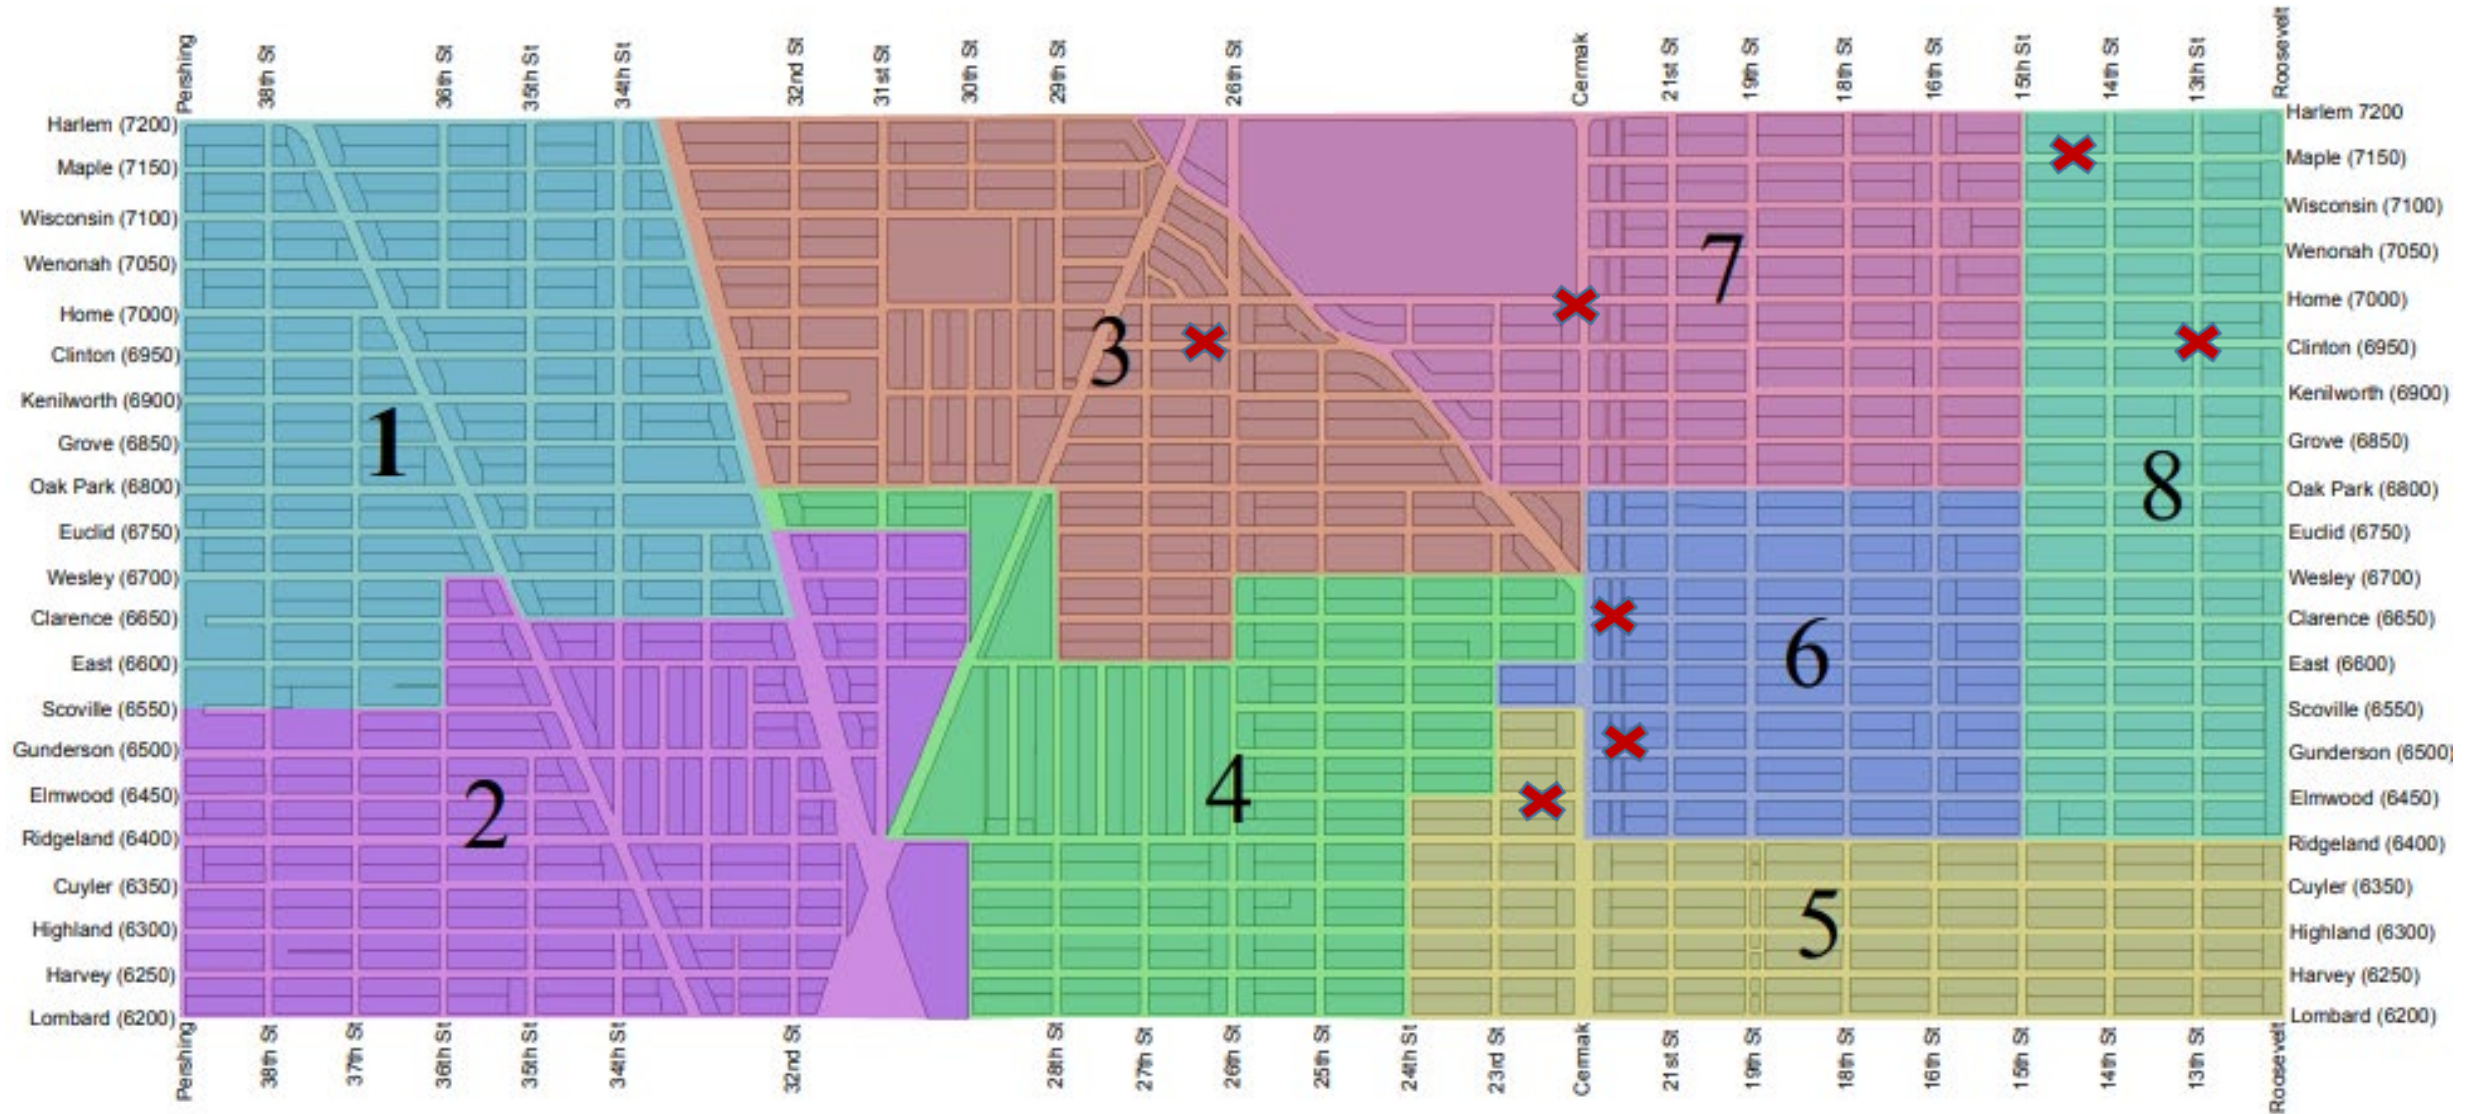 Pershing
38th St
36th St
35th St
34th St
32nd St
31st St
30th St
29th St
26th St
Cermak
21st St
19th St
18th St
16th St
15th St
14th St
13th St
Roosevelt
Harlem (7200)
Maple (7150)
Wisconsin (7100)
Wenonah (7050)
Home (7000)
Clinton (6950)
Kenilworth (6900)
Grove (6850)
Oak Park (6800)
Euclid (6750)
Wesley (6700)
Clarence (6650)
East (6600)
Scoville (6550)
Gunderson (6500)
Elmwood (6450)
Ridgeland (6400)
Cuyler (6350)
Highland (6300)
Harvey (6250)
Lombard (6200)
1
2
3
4
5
6
7
8
Harlem 7200
Maple (7150)
Wisconsin (7100)
Wenonah (7050)
Home (7000)
Clinton (6950)
Kenilworth (6900)
Grove (6850)
Oak Park (6800)
Euclid (6750)
Wesley (6700)
Clarence (6650)
East (6600)
Scoville (6550)
Gunderson (6500)
Elmwood (6450)
Ridgeland (6400)
Cuyler (6350)
Highland (6300)
Harvey (6250)
Lombard (6200)
Pershing
38th St
37th St
36th St
35th St
34th St
32nd St
28th St
27th St
26th St
25th St
24th St
23rd St
Cermak
21st St
19th St
18th St
16th St
15th St
14th St
13th St
Roosevelt